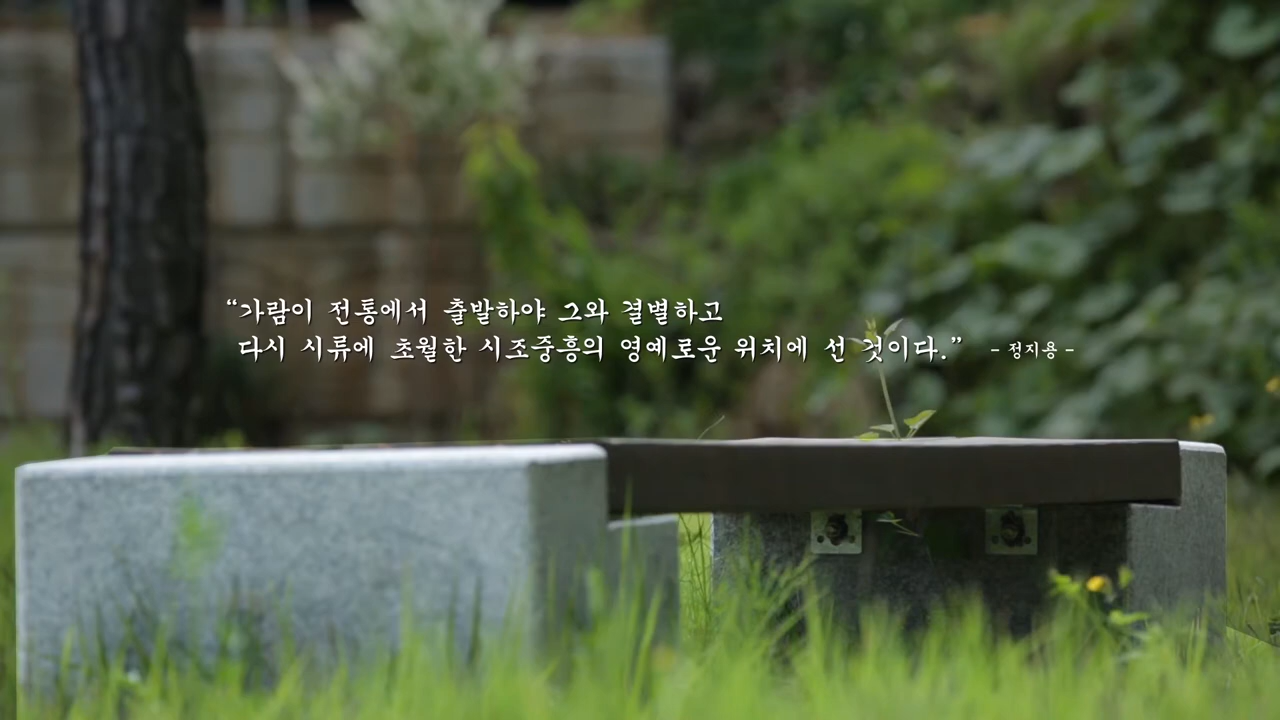 “가람이 전통에서 출발하야 그와 결별하고
다시 시류에 초월한 시조중흥의 영예로운 위치에 선 것이다.” - 정지용 -